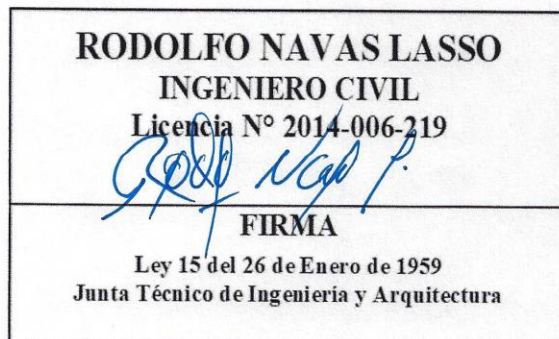 RODOLFO NAVAS LASSO
INGENIERO CIVIL
Licencia N° 2014-006-219
FIRMA
Ley 15 del 26 de Enero de 1959
Junta Técnico de Ingeniería y Arquitectura